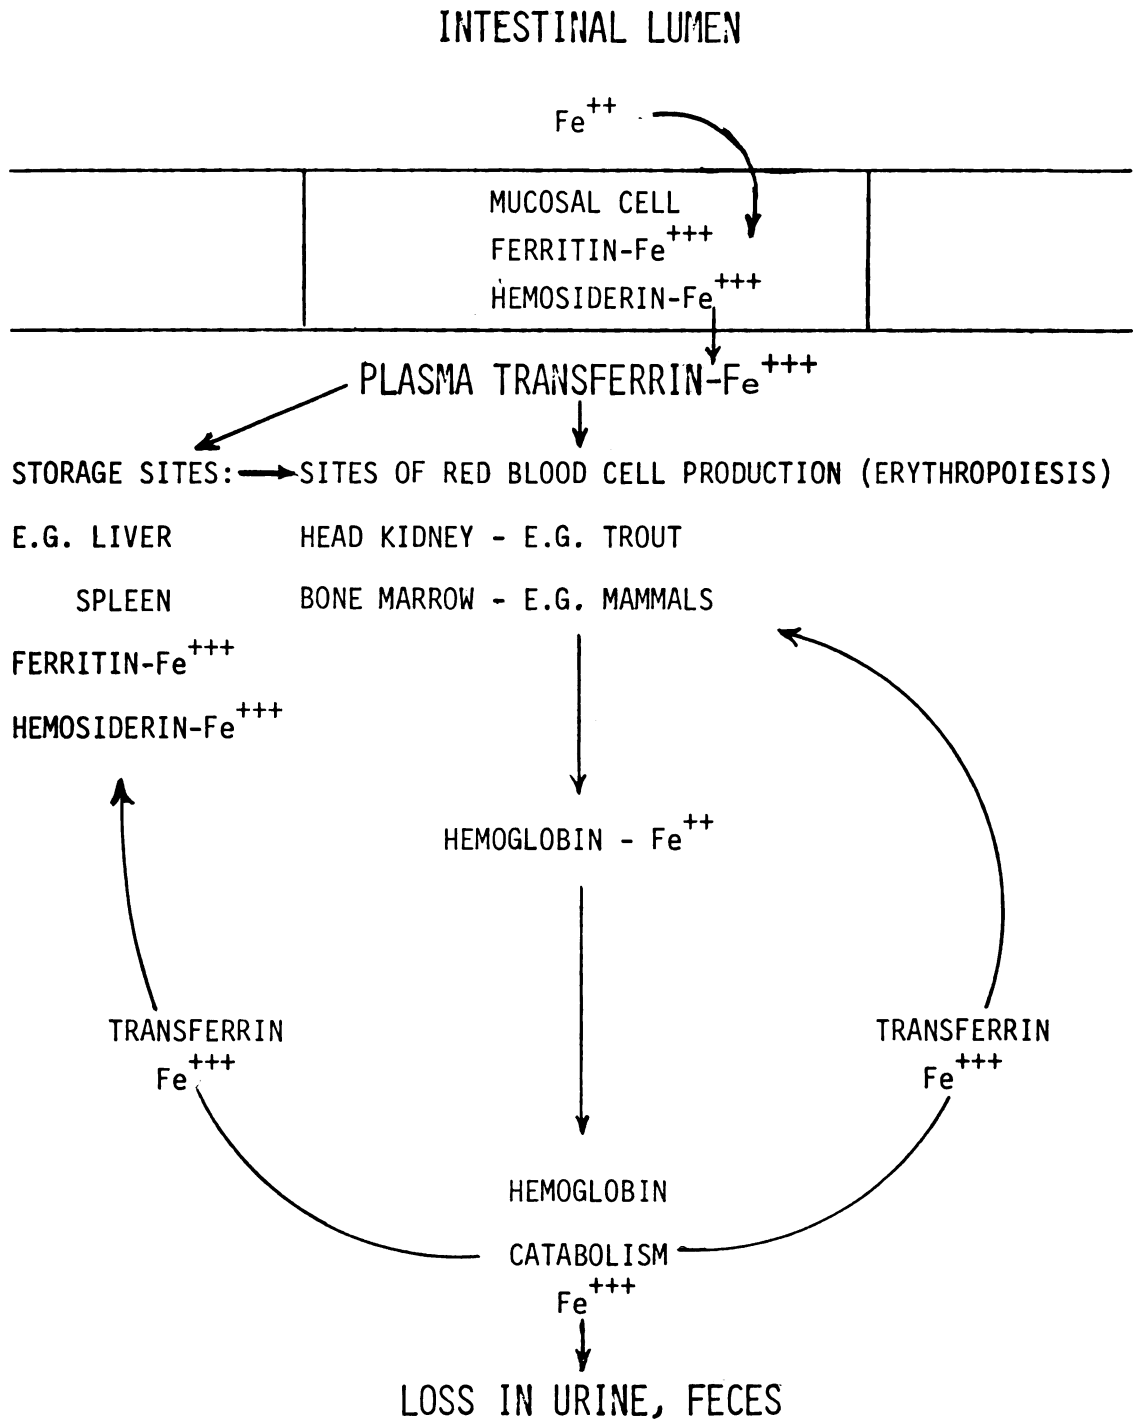 INTESTINAL LUMEN
Fe++
MUCOSAL CELL
FERRITIN-Fe+++
HEMOSIDERIN-Fe+++
PLASMA TRANSFERRIN-Fe+++
STORAGE SITES: SITES OF RED BLOOD CELL PRODUCTION (ERYTHROPOIESIS)
E.G. LIVER HEAD KIDNEY - E.G. TROUT
SPLEEN BONE MARROW - E.G. MAMMALS
FERRITIN-Fe+++
HEMOSIDERIN-Fe+++
HEMOGLOBIN - Fe++
TRANSFERRIN TRANSFERRIN
Fe+++ Fe+++
HEMOGLOBIN
CATABOLISM
Fe+++
LOSS IN URINE, FECES